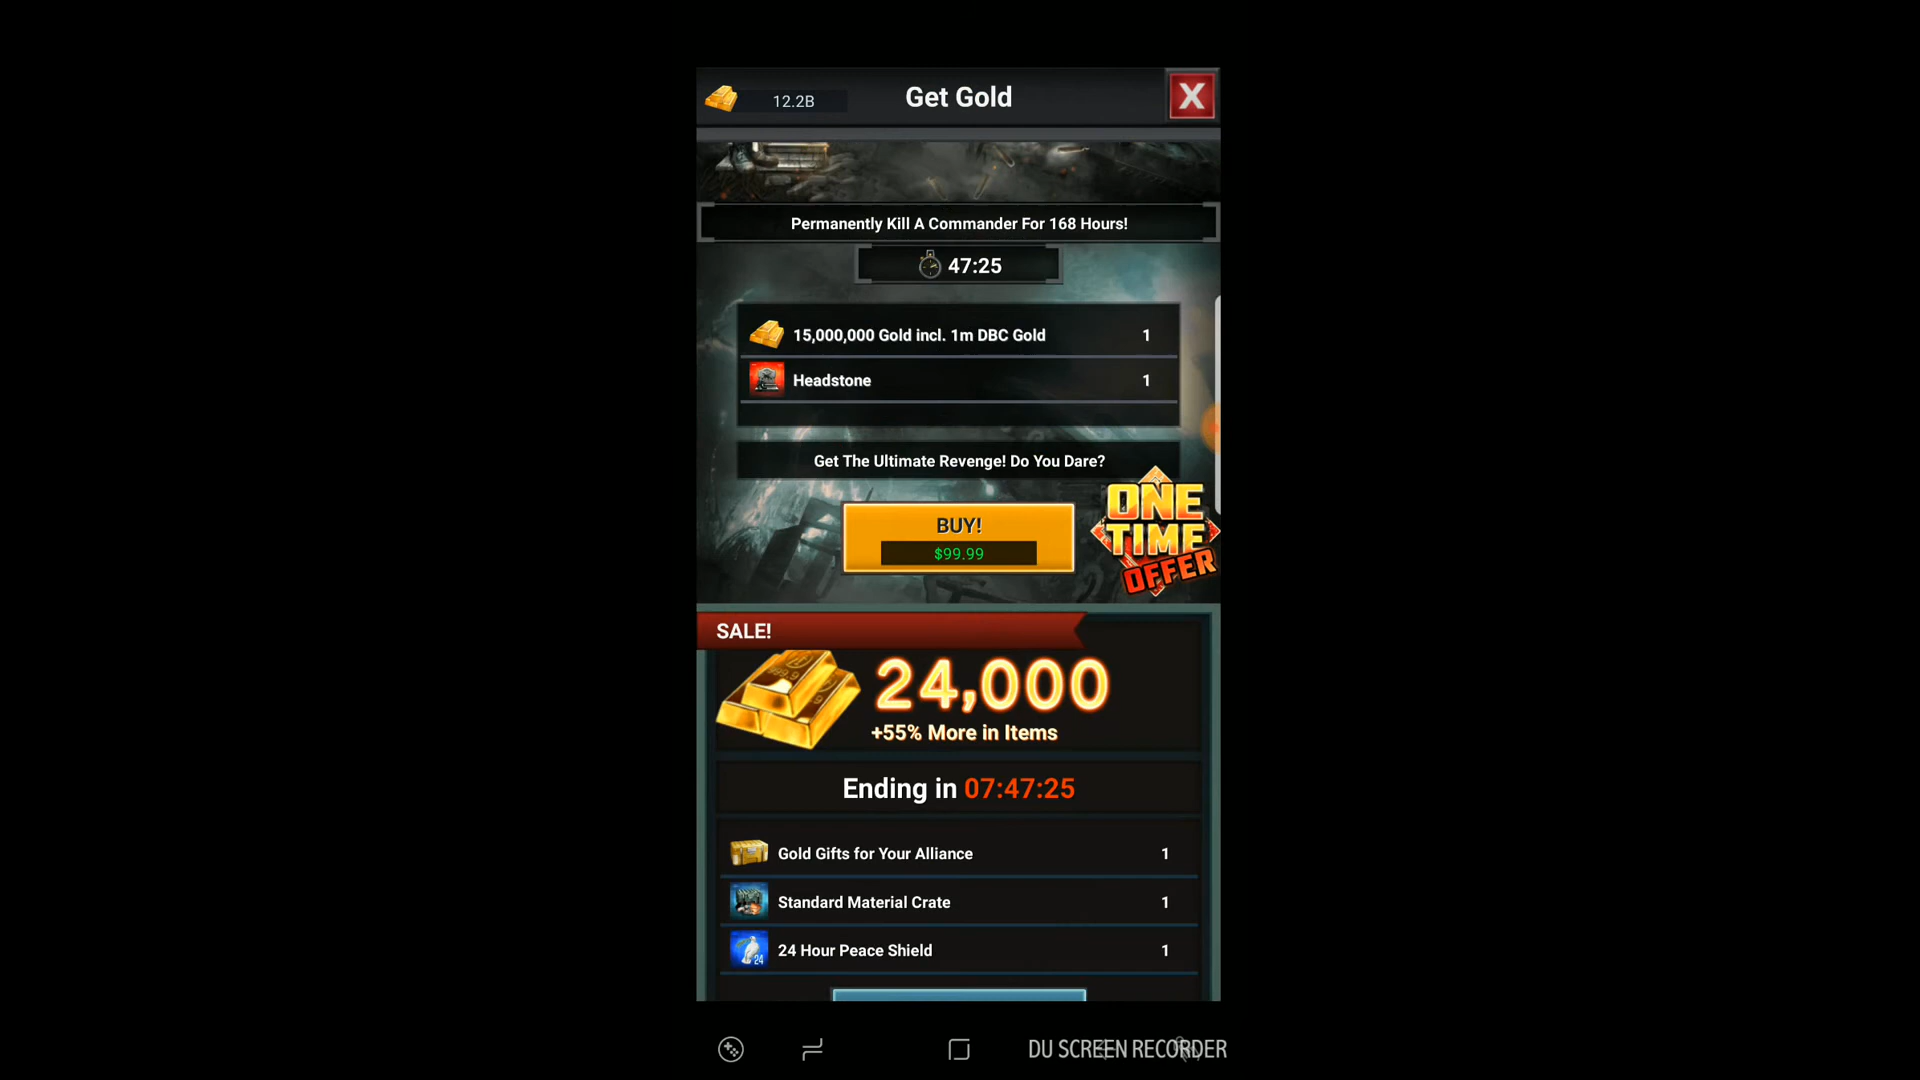 12.2B
Get Gold
X
Permanently Kill A Commander For 168 Hours!
47:25
15,000,000 Gold incl. 1m DBC Gold 1
Headstone 1
Get The Ultimate Revenge! Do You Dare?
BUY!
$99.99
ONE
TIME
OFFER
SALE!
999.9
24,000
+55% More in Items
Ending in 07:47:25
Gold Gifts for Your Alliance 1
Standard Material Crate 1
24
24 Hour Peace Shield 1
DU SCREEN RECORDER